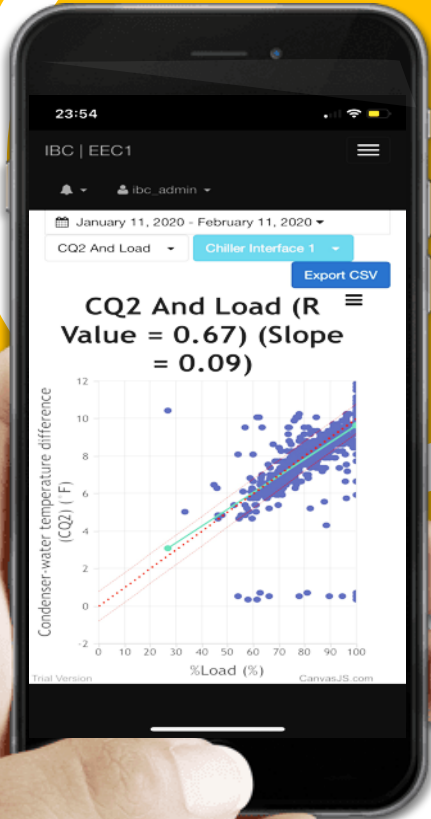 23:54
IBC | EEC1
ibc_admin
January 11, 2020 - February 11, 2020
CQ2 And Load
Chiller Interface 1
Export CSV
CQ2 And Load (R
Value = 0.67) (Slope
= 0.09)
Condenser-water temperature difference
(CQ2) (°F)
12
10
8
6
4
2
0
-2
0 10 20 30 40 50 60 70 80 90 100
%Load (%)
Trial Version
CanvasJS.com